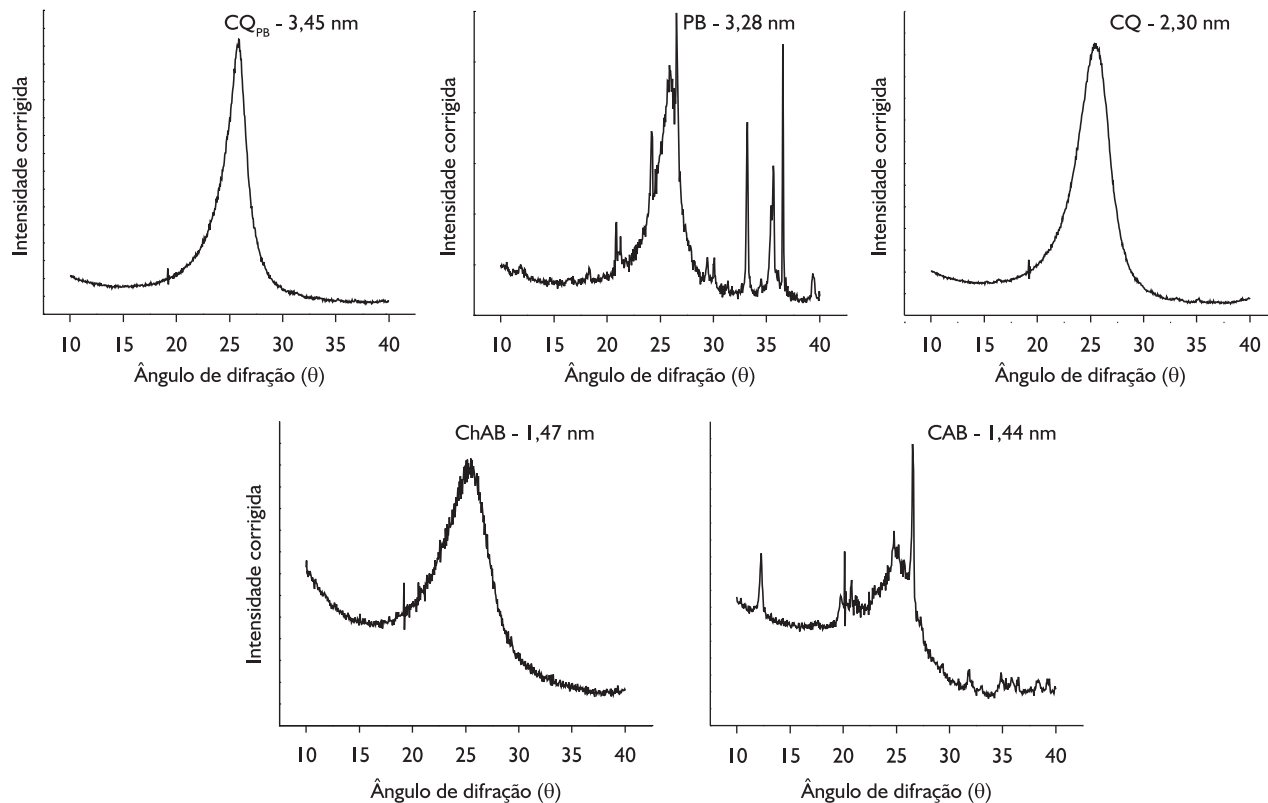 CQPB - 3,45 nm
Intensidade corrigida
10 15 20 25 30 35 40
Ângulo de difração (θ)
PB - 3,28 nm
Intensidade corrigida
10 15 20 25 30 35 40
Ângulo de difração (θ)
CQ - 2,30 nm
Intensidade corrigida
10 15 20 25 30 35 40
Ângulo de difração (θ)
ChAB - 1,47 nm
Intensidade corrigida
10 15 20 25 30 35 40
Ângulo de difração (θ)
CAB - 1,44 nm
Intensidade corrigida
10 15 20 25 30 35 40
Ângulo de difração (θ)